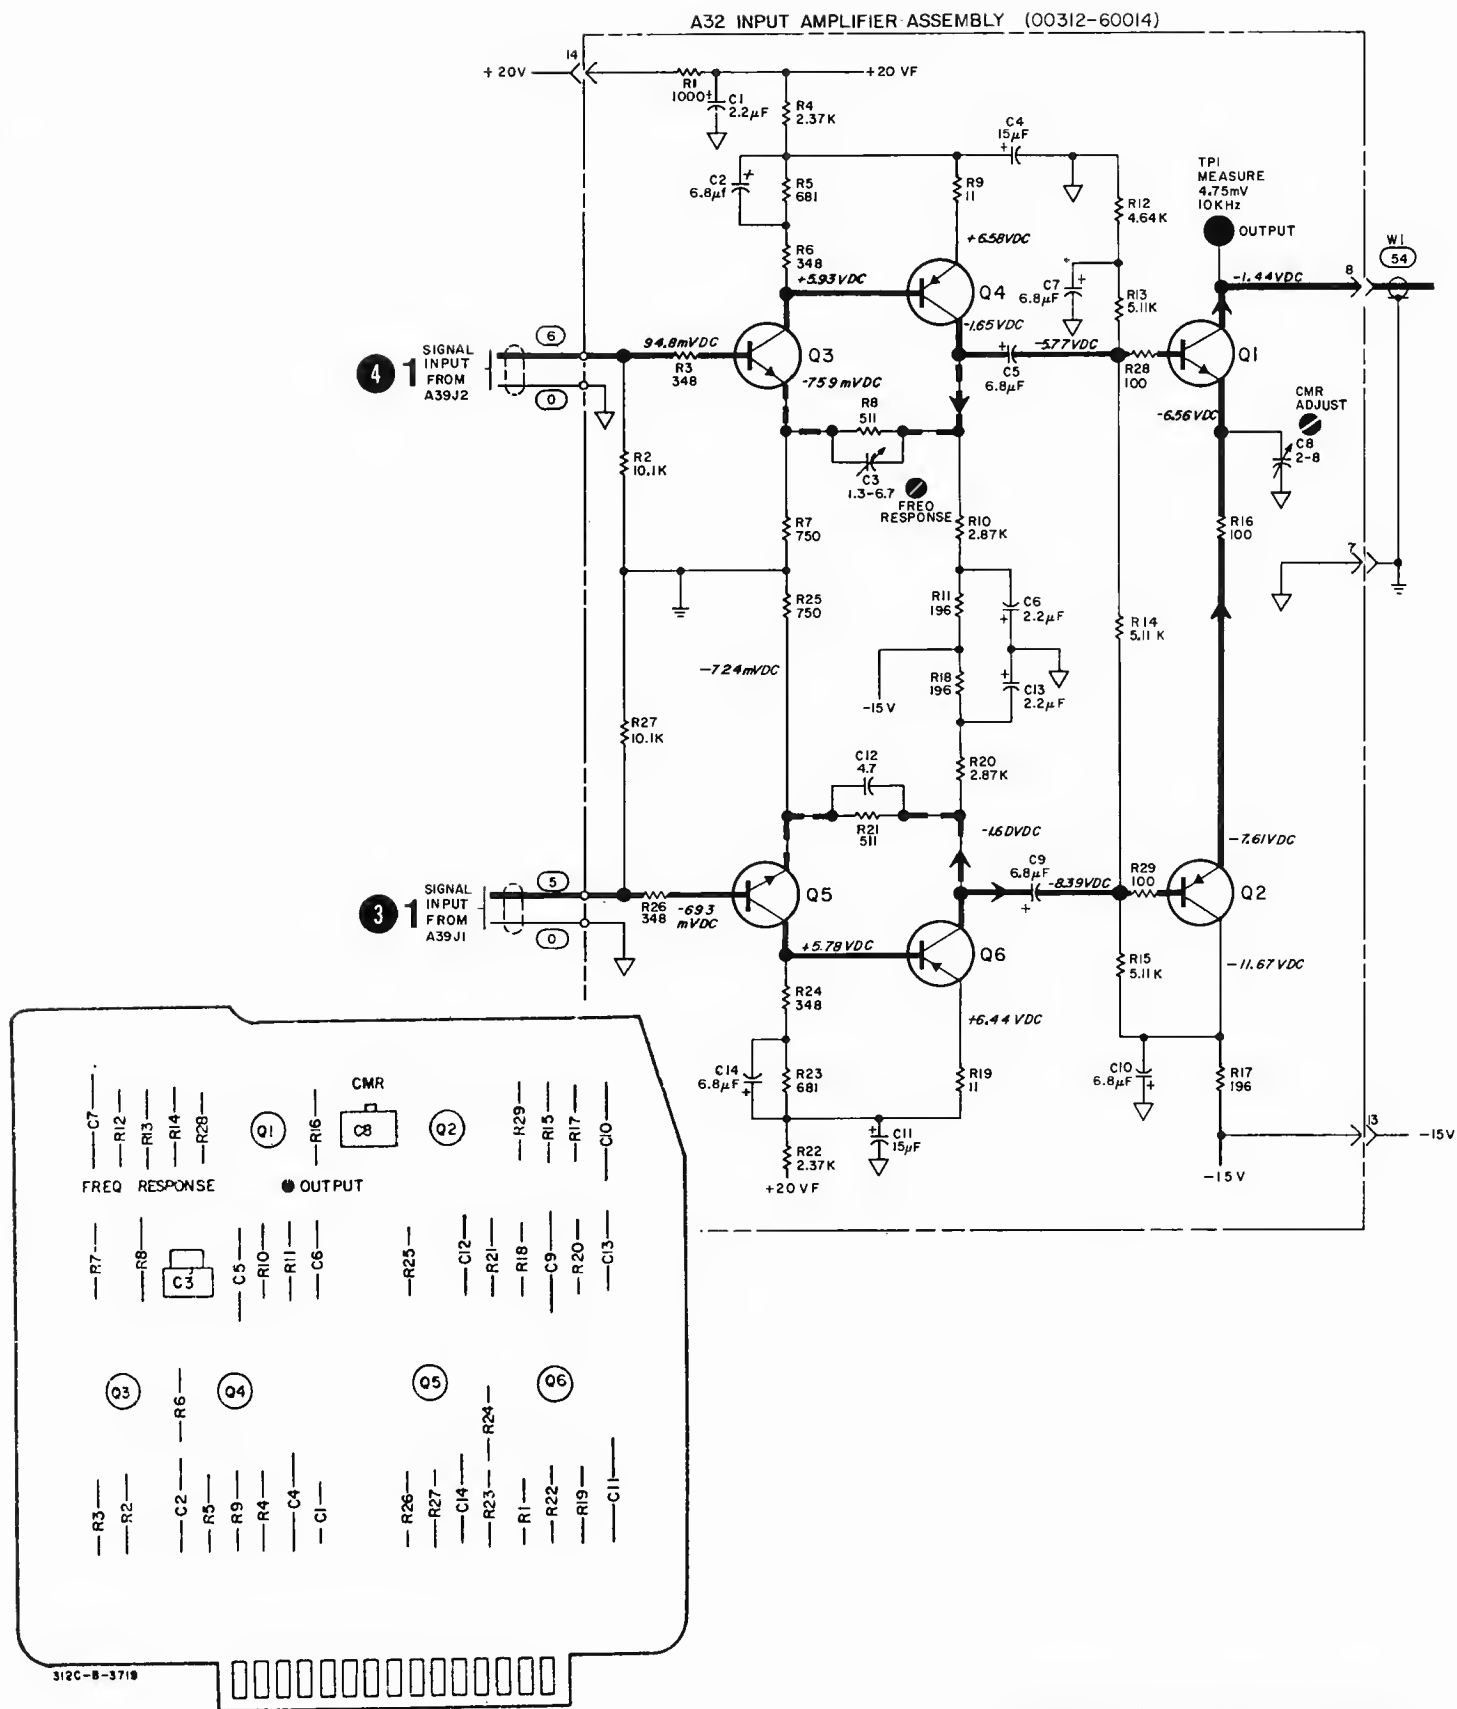 A32 INPUT AMPLIFIER ASSEMBLY (00312-60014)
+20V
14
R1
1000
+
C1
2.2µF
+20 VF
R4
2.37K
C2
6.8µf
+
R5
681
R6
348
+5.93VDC
R9
11
C4
15µF
+
+6.58VDC
Q4
-1.65VDC
R12
4.64K
C7
6.8µF
+
R13
5.11K
TP1
MEASURE
4.75mV
10KHz
OUTPUT
-1.44VDC
8
W1
54
4
1
SIGNAL
INPUT
FROM
A39J2
6
0
94.8mVDC
R3
348
Q3
-759mVDC
+
C5
6.8µF
-5.77VDC
R28
100
Q1
-6.56VDC
CMR
ADJUST
C8
2-8
R8
511
C3
1.3-6.7
FREQ
RESPONSE
R2
10.1K
R7
750
R10
2.87K
R16
100
7
R25
750
R11
196
C6
2.2µF
+
R14
5.11K
-724mVDC
R18
196
-15V
+
C13
2.2µF
R27
10.1K
C12
4.7
R20
2.87K
R21
511
-1.60VDC
-7.61VDC
3
1
SIGNAL
INPUT
FROM
A39J1
5
0
R26
348
-693
mVDC
Q5
C9
6.8µF
+
-8.39VDC
R29
100
Q2
+5.78VDC
Q6
R15
5.11K
-11.67VDC
R24
348
+6.44VDC
C14
6.8µF
+
R23
681
R19
11
C10
6.8µF
+
R17
196
+
C11
15µF
R22
2.37K
+20VF
13
-15V
-15V
C7
R12
R13
R14
R28
Q1
R16
CMR
C8
Q2
R29
R15
R17
C10
FREQ RESPONSE
OUTPUT
R7
R8
C3
C5
R10
R11
C6
R25
C12
R21
R18
C9
R20
C13
Q3
R6
Q4
Q5
R24
Q6
R3
R2
C2
R5
R9
R4
C4
C1
R26
R27
C14
R23
R1
R22
R19
C11
312C-B-3719